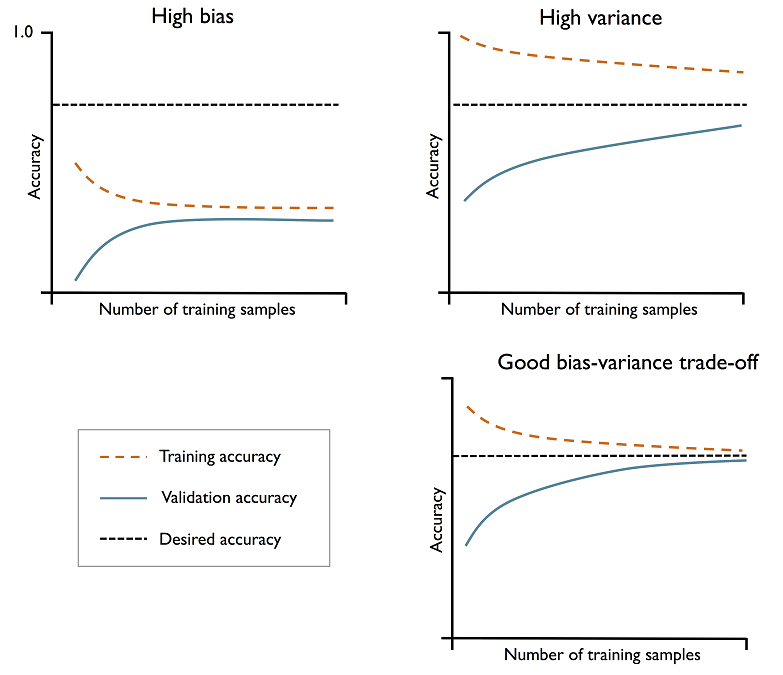 High bias
High variance
1.0
Accuracy
Accuracy
Number of training samples
Number of training samples
Good bias-variance trade-off
Training accuracy
Validation accuracy
Desired accuracy
Accuracy
Number of training samples